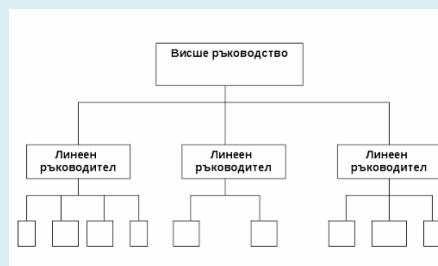 Висше ръководство
Линеен
ръководител
Линеен
ръководител
Линеен
ръководител